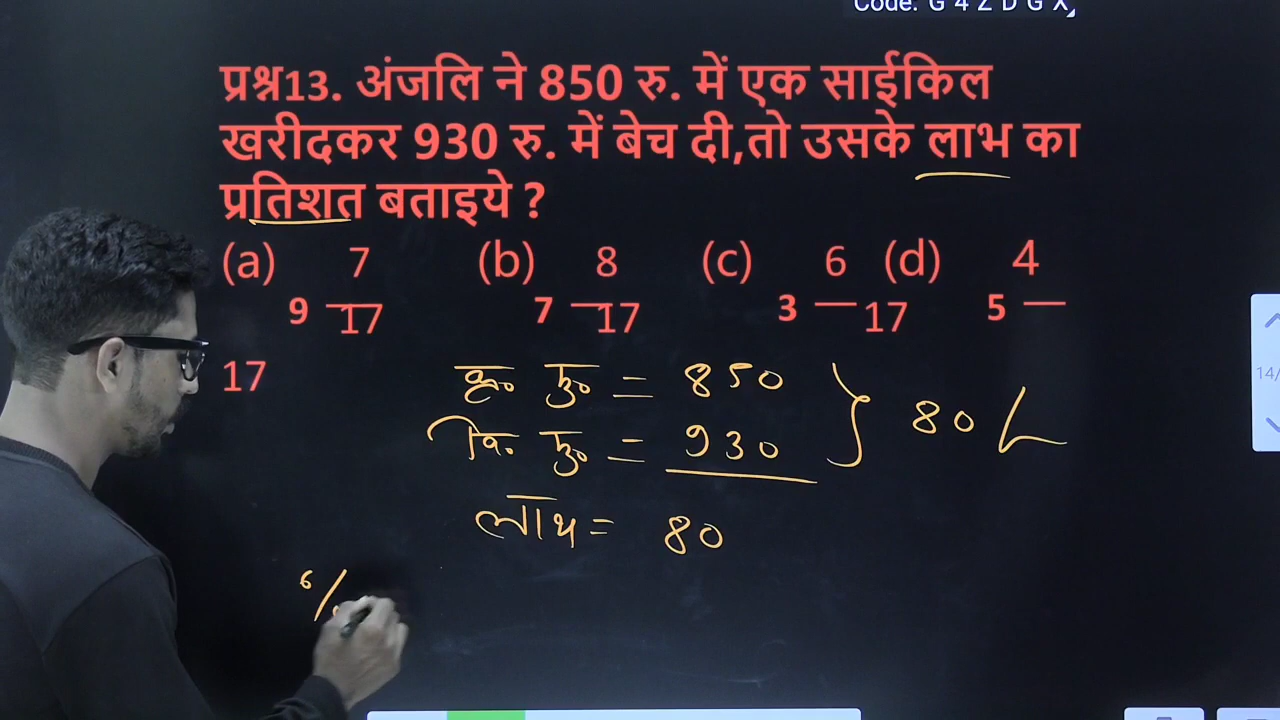 Code: G 4 Z D G X
प्रश्न13. अंजलि ने 850 रु. में एक साईकिल
खरीदकर 930 रु. में बेच दी,तो उसके लाभ का
प्रतिशत बताइये ?
(a) 9 7/17 (b) 7 8/17 (c) 3 6/17 (d) 5 4/
17
क्र० मू० = 850
वि० मू० = 930 } 80 L
लाभ = 80
%
14/